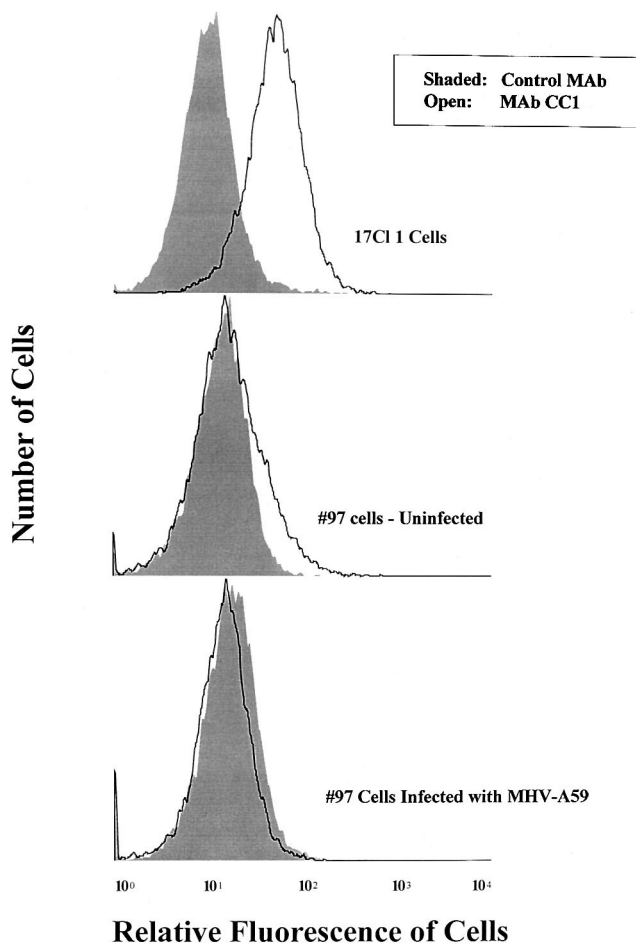 Shaded: Control MAb
Open: MAb CC1
17Cl 1 Cells
Number of Cells
#97 cells - Uninfected
#97 Cells Infected with MHV-A59
10⁰ 10¹ 10² 10³ 10⁴
Relative Fluorescence of Cells